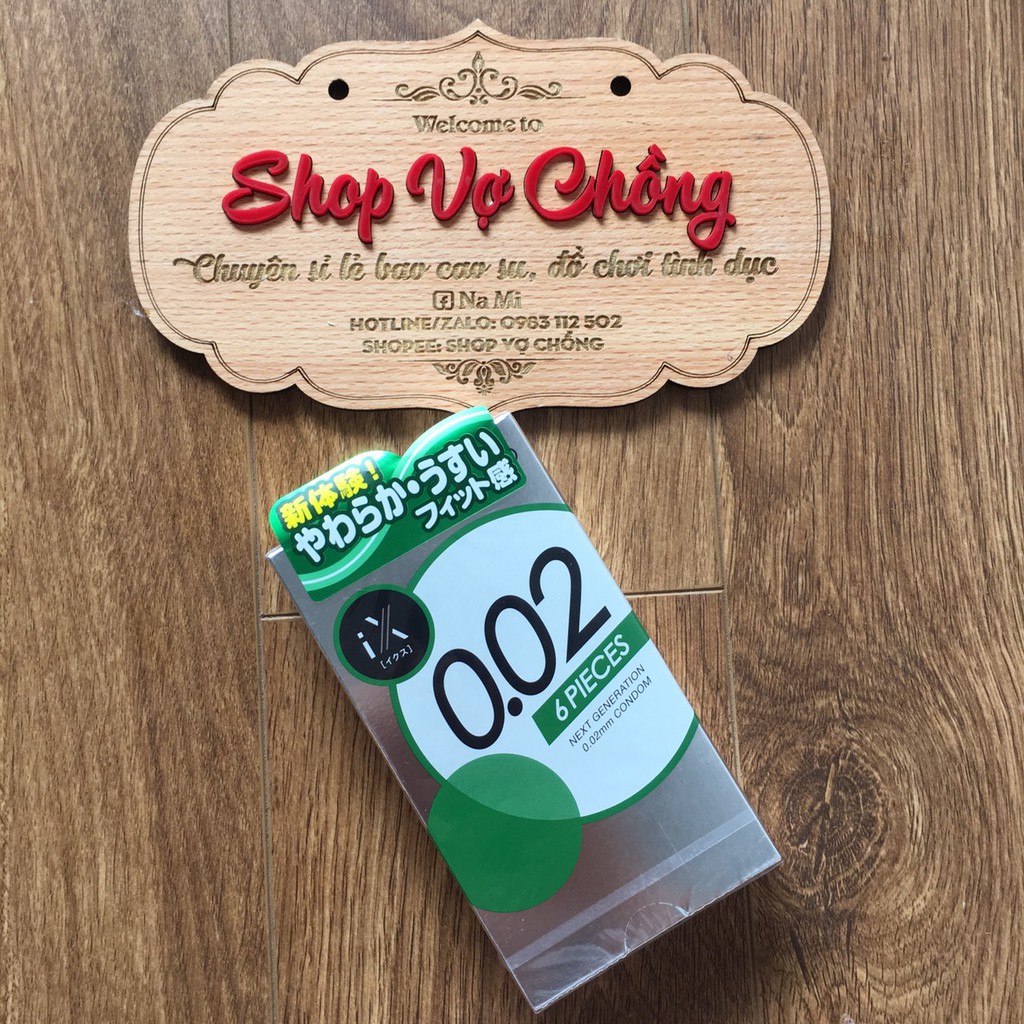 Welcome to
Shop Vợ Chồng
Chuyên sỉ lẻ bao cao su, đồ chơi tình dục
Na Mi
HOTLINE/ZALO: 0983 112 502
SHOPEE: SHOP VỢ CHỒNG
新体験!
やわらか・うすい
フィット感
iX
[イクス]
0.02
6 PIECES
NEXT GENERATION
0.02mm CONDOM